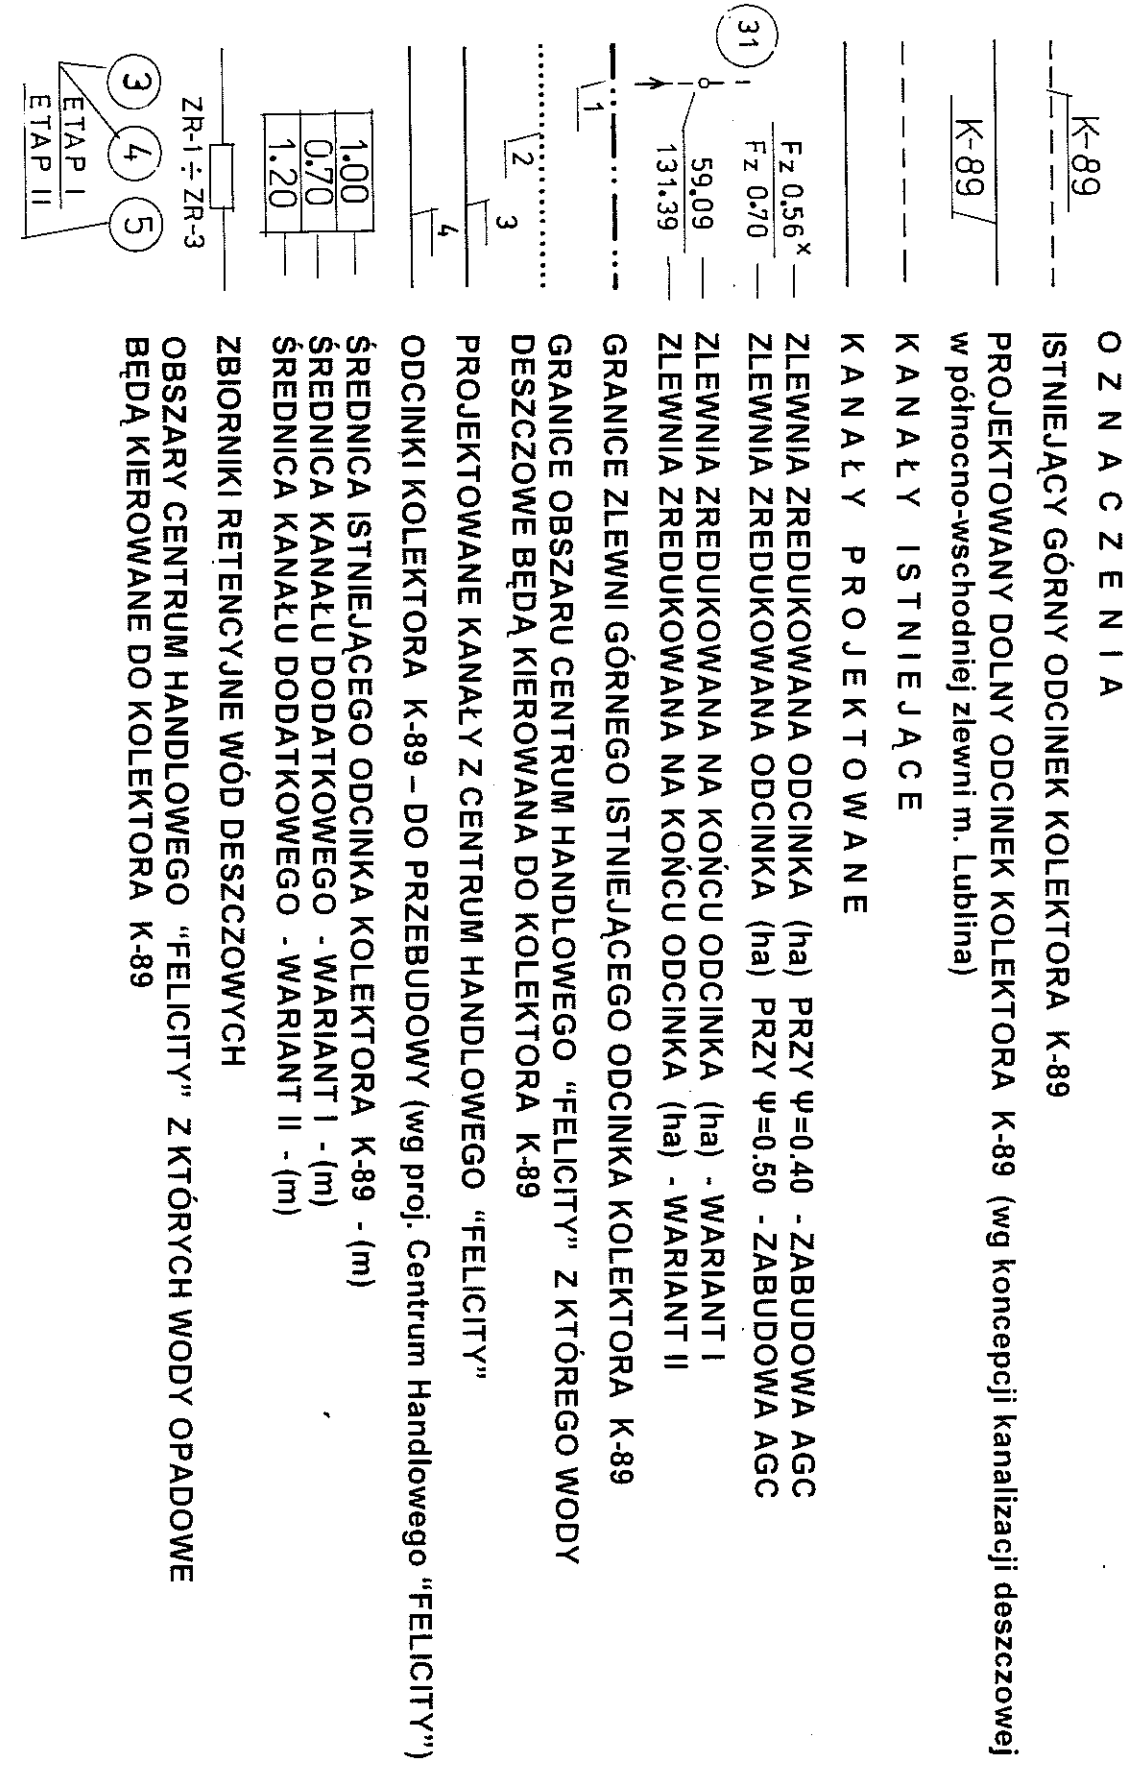 O Z N A C Z E N I A
K-89
ISTNIEJĄCY GÓRNY ODCINEK KOLEKTORA K-89
K-89
PROJEKTOWANY DOLNY ODCINEK KOLEKTORA K-89 (wg koncepcji kanalizacji deszczowej
w północno-wschodniej zlewni m. Lublina)
K A N A Ł Y I S T N I E J Ą C E
K A N A Ł Y P R O J E K T O W A N E
31
Fz 0.56x — ZLEWNIA ZREDUKOWANA ODCINKA (ha) PRZY Ψ=0.40 - ZABUDOWA AGC
Fz 0.70 — ZLEWNIA ZREDUKOWANA ODCINKA (ha) PRZY Ψ=0.50 - ZABUDOWA AGC
59.09 — ZLEWNIA ZREDUKOWANA NA KOŃCU ODCINKA (ha) - WARIANT I
131.39 — ZLEWNIA ZREDUKOWANA NA KOŃCU ODCINKA (ha) - WARIANT II
1
GRANICE ZLEWNI GÓRNEGO ISTNIEJĄCEGO ODCINKA KOLEKTORA K-89
2
GRANICE OBSZARU CENTRUM HANDLOWEGO “FELICITY” Z KTÓREGO WODY
DESZCZOWE BĘDĄ KIEROWANA DO KOLEKTORA K-89
3
PROJEKTOWANE KANAŁY Z CENTRUM HANDLOWEGO “FELICITY”
4
ODCINKI KOLEKTORA K-89 – DO PRZEBUDOWY (wg proj. Centrum Handlowego “FELICITY”)
1.00 — ŚREDNICA ISTNIEJĄCEGO ODCINKA KOLEKTORA K-89 - (m)
0.70 — ŚREDNICA KANAŁU DODATKOWEGO - WARIANT I - (m)
1.20 — ŚREDNICA KANAŁU DODATKOWEGO - WARIANT II - (m)
ZR-1 ÷ ZR-3
ZBIORNIKI RETENCYJNE WÓD DESZCZOWYCH
3 4 5
OBSZARY CENTRUM HANDLOWEGO “FELICITY” Z KTÓRYCH WODY OPADOWE
BĘDĄ KIEROWANE DO KOLEKTORA K-89
ETAP I
ETAP II